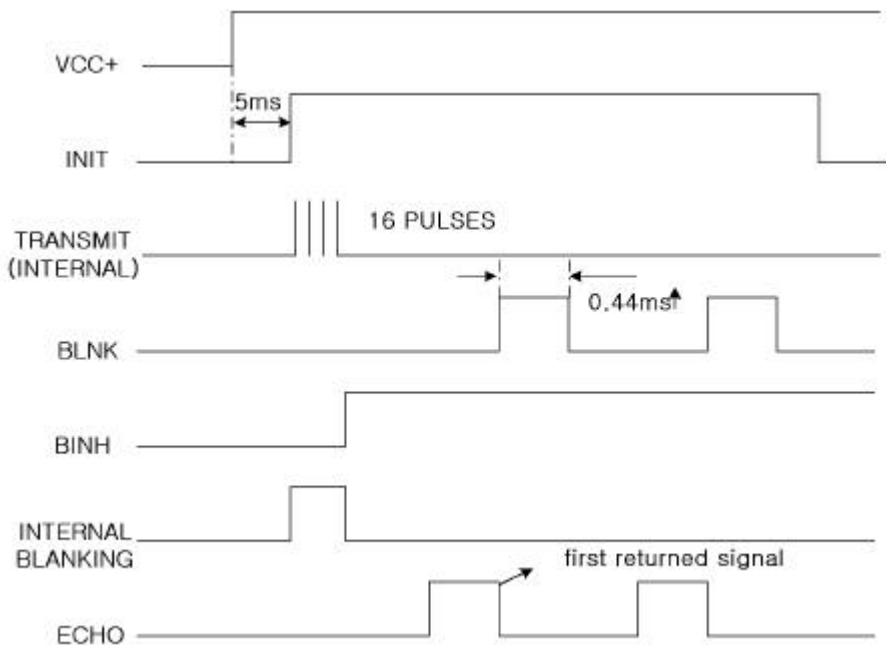 VCC+
5ms
INIT
16 PULSES
TRANSMIT
(INTERNAL)
0.44ms
BLNK
BINH
INTERNAL
BLANKING
first returned signal
ECHO